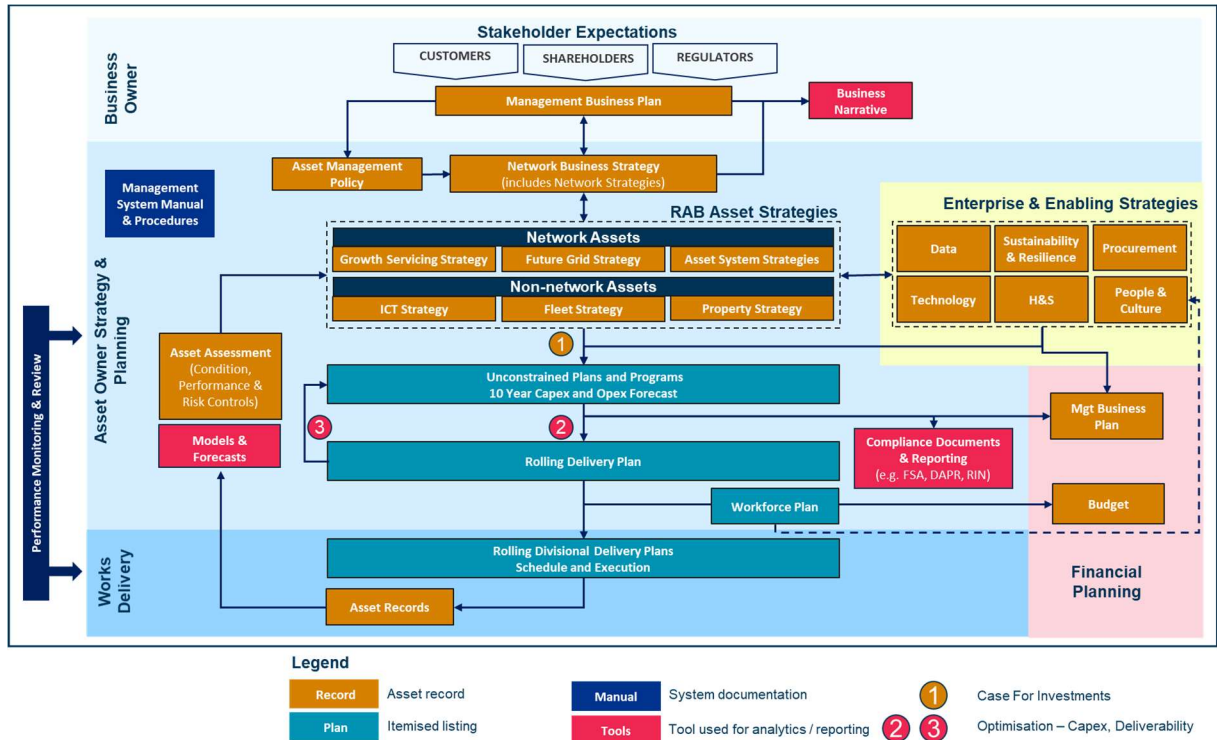 Stakeholder Expectations
CUSTOMERS
SHAREHOLDERS
REGULATORS
Business
Owner
Management Business Plan
Business
Narrative
Asset Management
Policy
Network Business Strategy
(includes Network Strategies)
Management
System Manual
& Procedures
RAB Asset Strategies
Enterprise & Enabling Strategies
Network Assets
Growth Servicing Strategy
Future Grid Strategy
Asset System Strategies
Non-network Assets
ICT Strategy
Fleet Strategy
Property Strategy
Data
Sustainability
& Resilience
Procurement
Technology
H&S
People &
Culture
Performance Monitoring & Review
Asset Owner Strategy &
Planning
Asset Assessment
(Condition,
Performance &
Risk Controls)
Models &
Forecasts
1
Unconstrained Plans and Programs
10 Year Capex and Opex Forecast
3
2
Mgt Business
Plan
Compliance Documents
& Reporting
(e.g. FSA, DAPR, RIN)
Rolling Delivery Plan
Workforce Plan
Budget
Works
Delivery
Rolling Divisional Delivery Plans
Schedule and Execution
Asset Records
Financial
Planning
Legend
Record
Asset record
Manual
System documentation
1
Case For Investments
Plan
Itemised listing
Tools
Tool used for analytics / reporting
2
3
Optimisation – Capex, Deliverability